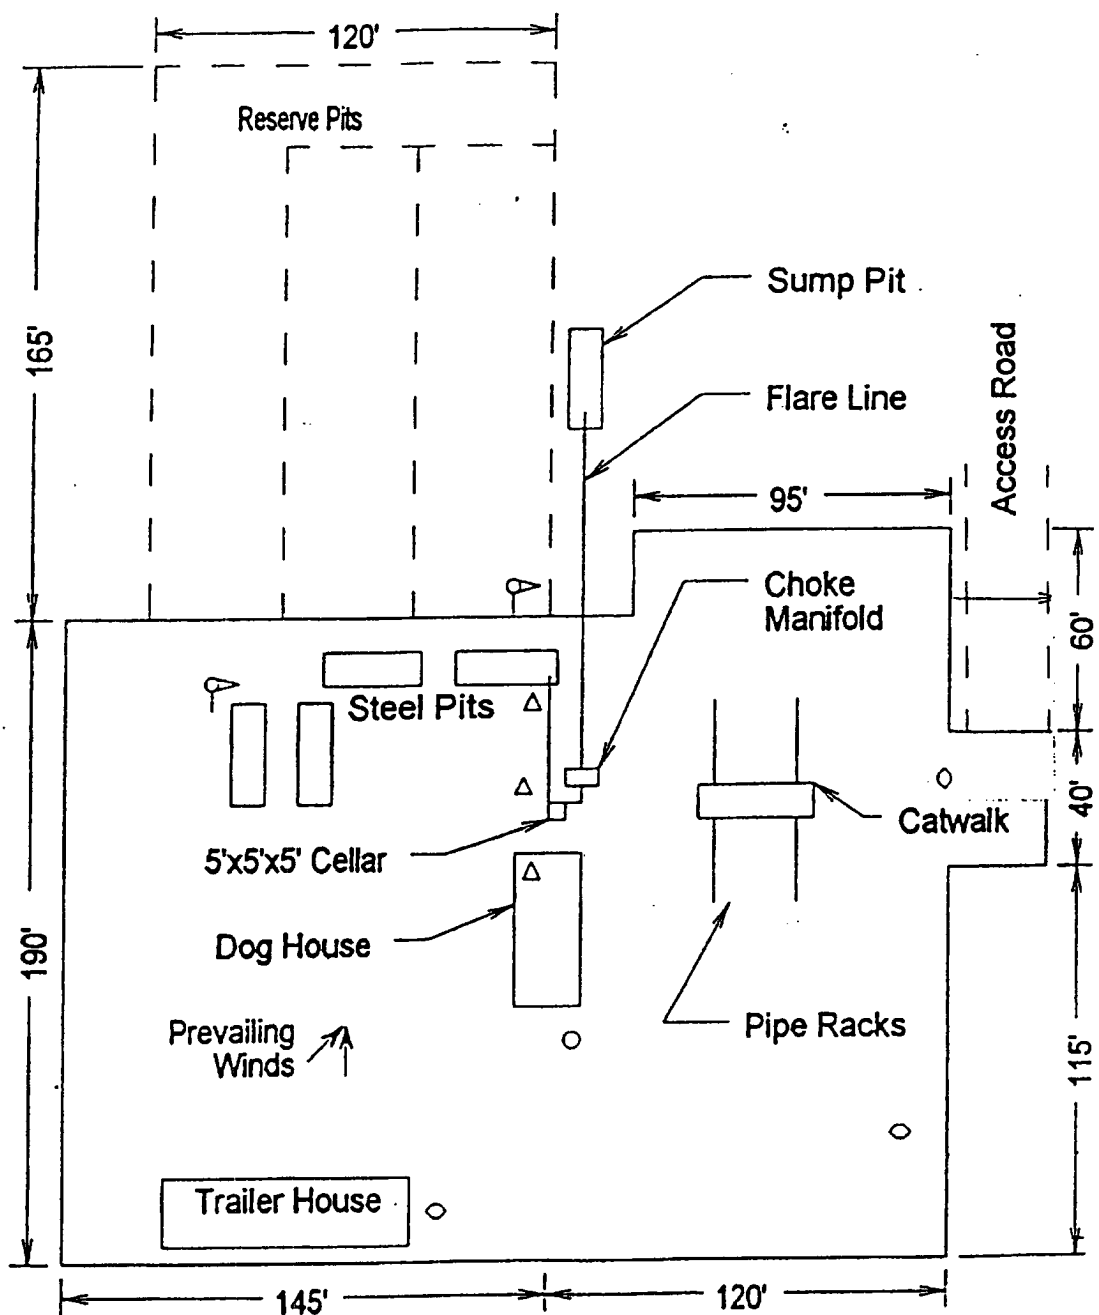 120'
Reserve Pits
165'
Sump Pit
Flare Line
Access Road
95'
Choke
Manifold
60'
Steel Pits
40'
Catwalk
5'x5'x5' Cellar
190'
Dog House
Pipe Racks
Prevailing
Winds
115'
Trailer House
145'
120'